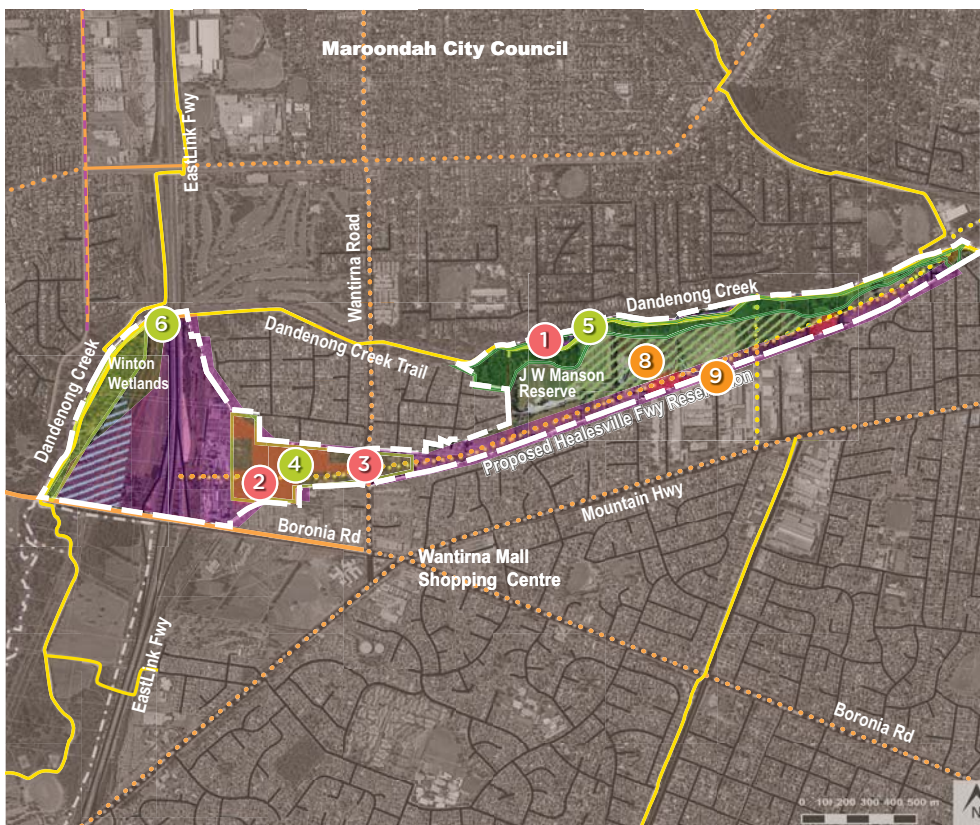 Maroondah City Council
EastLink Fwy
Wantirna Road
Dandenong Creek
Dandenong Creek Trail
6
1
5
Winton
Wetlands
Dandenong Creek
J W Manson
Reserve
8
9
Proposed Healesville Fwy Reservation
4
3
2
Mountain Hwy
Boronia Rd
Wantirna Mall
Shopping Centre
EastLink Fwy
Boronia Rd
0 100 200 300 400 500 m
N